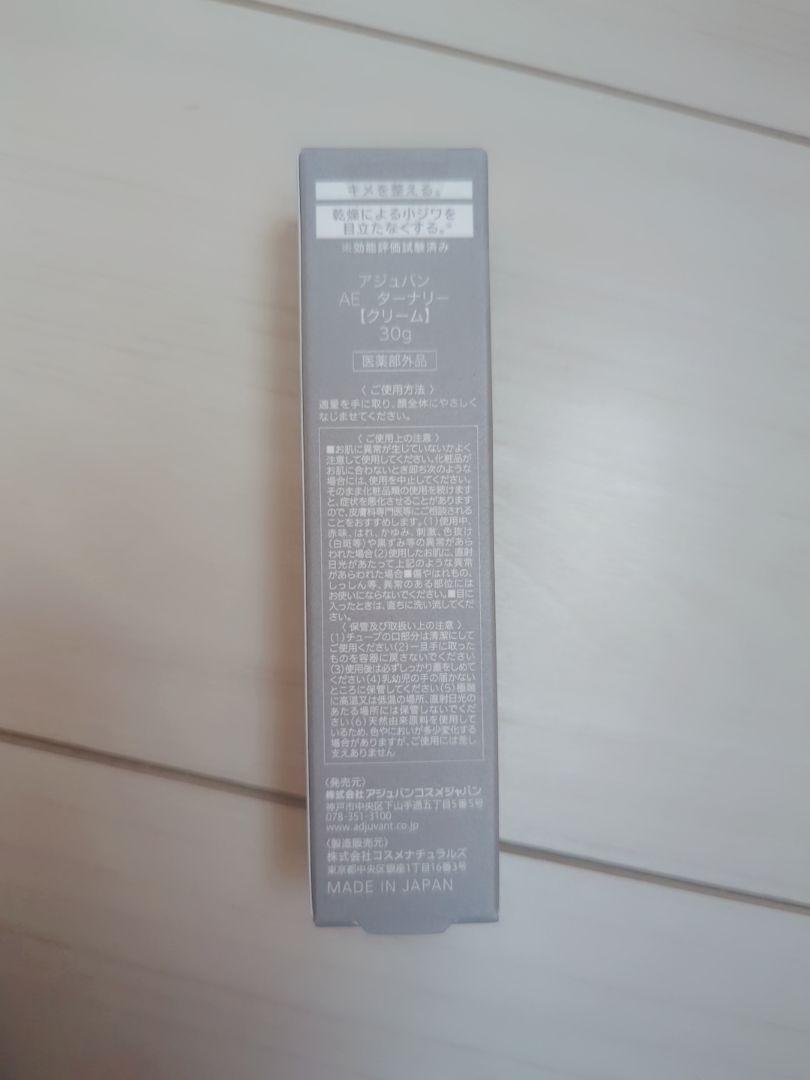 キメを整える。
乾燥による小ジワを
目立たなくする。※
※効能評価試験済み
アジュバン
AE ターナリー
【クリーム】
30g
医薬部外品
〈ご使用方法〉
適量を手に取り、顔全体にやさしく
なじませてください。
〈ご使用上の注意〉
■お肌に異常が生じていないかよく
注意して使用してください。化粧品が
お肌に合わないとき即ち次のような
場合には、使用を中止してください。
そのまま化粧品類の使用を続けます
と、症状を悪化させることがあります
ので、皮膚科専門医等にご相談される
ことをおすすめします。(1)使用中、
赤味、はれ、かゆみ、刺激、色抜け
(白斑等)や黒ずみ等の異常があら
われた場合(2)使用したお肌に、直射
日光があたって上記のような異常
があらわれた場合■傷やはれもの、
しっしん等、異常のある部位には
お使いにならないでください。■目に
入ったときは、直ちに洗い流してくだ
さい。
〈保管及び取扱い上の注意〉
(1)チューブの口部分は清潔にして
ご使用ください(2)一旦手に取った
ものを容器に戻さないでください
(3)使用後は必ずしっかり蓋をしめて
ください(4)乳幼児の手の届かない
ところに保管してください(5)極端
に高温又は低温の場所、直射日光の
あたる場所には保管しないでくだ
さい(6)天然由来原料を使用して
いるため、色やにおいが多少変化する
場合がありますが、ご使用には差し
支えありません
〈発売元〉
株式会社アジュバンコスメジャパン
神戸市中央区下山手通五丁目5番5号
078-351-3100
www.adjuvant.co.jp
〈製造販売元〉
株式会社コスメナチュラルズ
東京都中央区銀座1丁目16番3号
MADE IN JAPAN